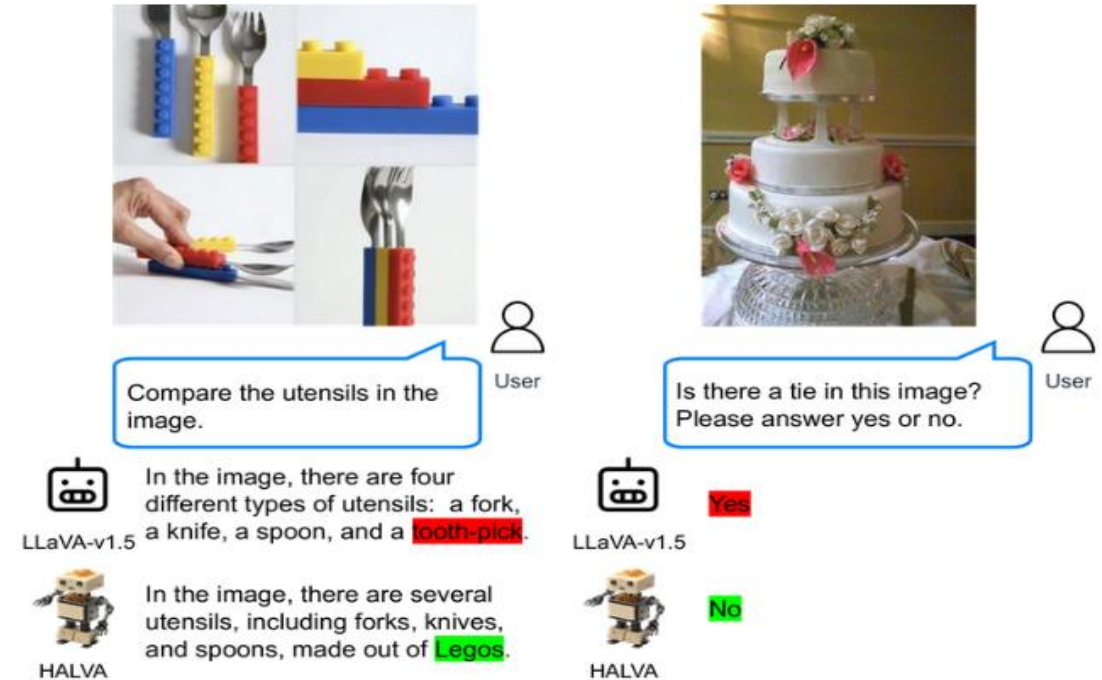 User
Compare the utensils in the
image.
In the image, there are four
different types of utensils: a fork,
a knife, a spoon, and a tooth-pick.
LLaVA-v1.5
In the image, there are several
utensils, including forks, knives,
and spoons, made out of Legos.
HALVA
User
Is there a tie in this image?
Please answer yes or no.
Yes
LLaVA-v1.5
No
HALVA